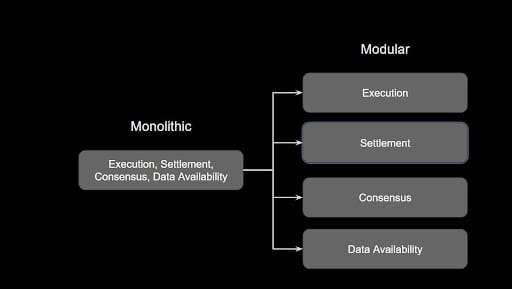 Modular
Execution
Settlement
Monolithic
Execution, Settlement,
Consensus, Data Availability
Consensus
Data Availability